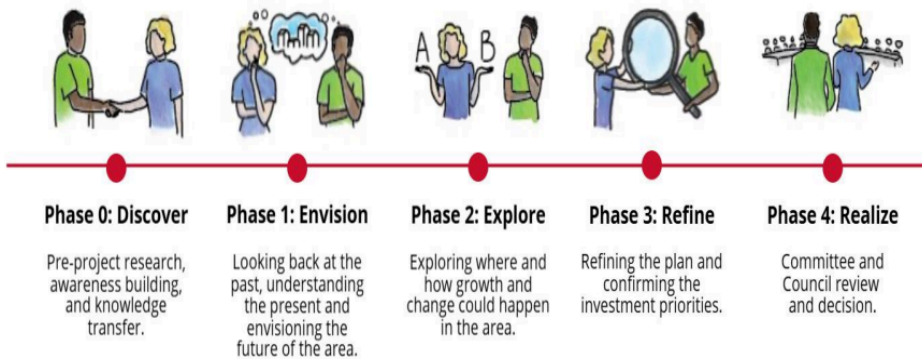 A B
Phase 0: Discover
Pre-project research,
awareness building,
and knowledge
transfer.
Phase 1: Envision
Looking back at the
past, understanding
the present and
envisioning the
future of the area.
Phase 2: Explore
Exploring where and
how growth and
change could happen
in the area.
Phase 3: Refine
Refining the plan and
confirming the
investment priorities.
Phase 4: Realize
Committee and
Council review
and decision.